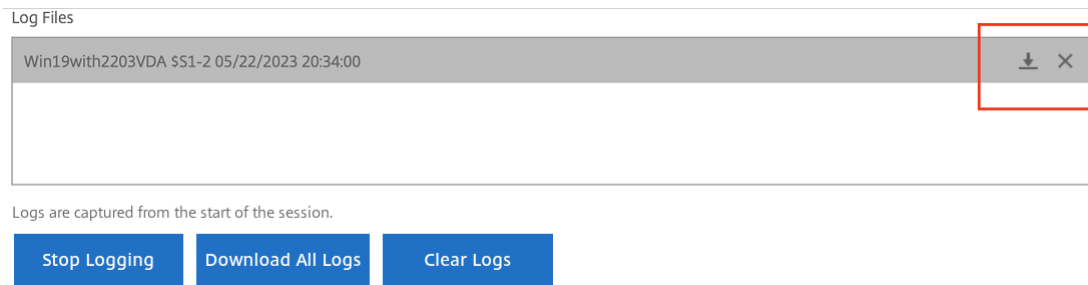 Log Files
Win19with2203VDA $S1-2 05/22/2023 20:34:00
Logs are captured from the start of the session.
Stop Logging
Download All Logs
Clear Logs